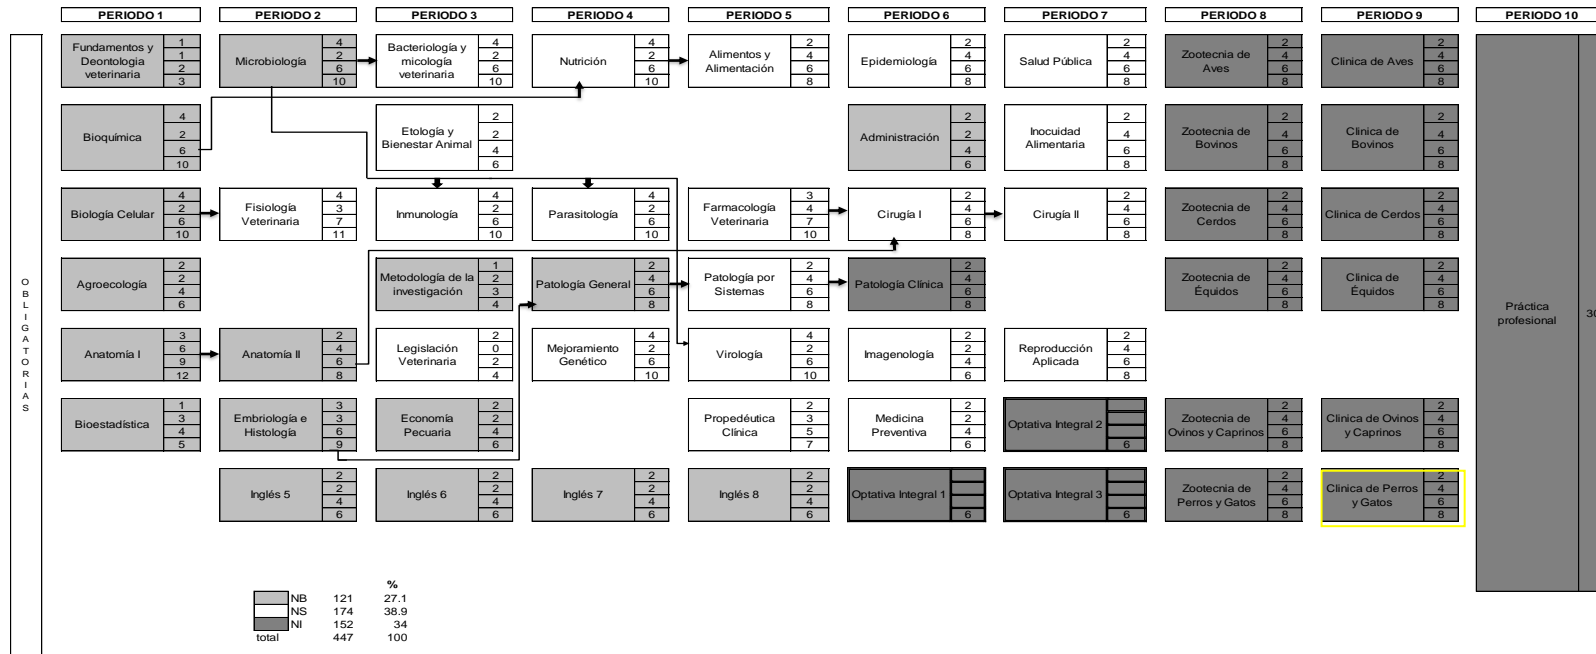 PERIODO 1 PERIODO 2 PERIODO 3 PERIODO 4 PERIODO 5 PERIODO 6 PERIODO 7 PERIODO 8 PERIODO 9 PERIODO 10
OBLIGATORIAS
Fundamentos y
Deontologia
veterinaria
1
1
2
3
Microbiología
4
2
6
10
Bacteriología y
micología
veterinaria
4
2
6
10
Nutrición
4
2
6
10
Alimentos y
Alimentación
2
4
6
8
Epidemiología
2
4
6
8
Salud Pública
2
4
6
8
Zootecnia de
Aves
2
4
6
8
Clinica de Aves
2
4
6
8
Bioquímica
4
2
6
10
Etología y
Bienestar Animal
2
2
4
6
Administración
2
2
4
6
Inocuidad
Alimentaria
2
4
6
8
Zootecnia de
Bovinos
2
4
6
8
Clinica de
Bovinos
2
4
6
8
Biología Celular
4
2
6
10
Fisiología
Veterinaria
4
3
7
11
Inmunología
4
2
6
10
Parasitología
4
2
6
10
Farmacología
Veterinaria
3
4
7
10
Cirugía I
2
4
6
8
Cirugía II
2
4
6
8
Zootecnia de
Cerdos
2
4
6
8
Clinica de Cerdos
2
4
6
8
Agroecología
2
2
4
6
Metodología de la
investigación
1
2
3
4
Patología General
2
4
6
8
Patología por
Sistemas
2
4
6
8
Patología Clínica
2
4
6
8
Zootecnia de
Équidos
2
4
6
8
Clinica de
Équidos
2
4
6
8
Práctica
profesional
30
Anatomía I
3
6
9
12
Anatomía II
2
4
6
8
Legislación
Veterinaria
2
0
2
4
Mejoramiento
Genético
4
2
6
10
Virología
4
2
6
10
Imagenología
2
2
4
6
Reproducción
Aplicada
2
4
6
8
Bioestadística
1
3
4
5
Embriología e
Histología
3
3
6
9
Economía
Pecuaria
2
2
4
6
Propedéutica
Clínica
2
3
5
7
Medicina
Preventiva
2
2
4
6
Optativa Integral 2
6
Zootecnia de
Ovinos y Caprinos
2
4
6
8
Clinica de Ovinos
y Caprinos
2
4
6
8
Inglés 5
2
2
4
6
Inglés 6
2
2
4
6
Inglés 7
2
2
4
6
Inglés 8
2
2
4
6
Optativa Integral 1
6
Optativa Integral 3
6
Zootecnia de
Perros y Gatos
2
4
6
8
Clinica de Perros
y Gatos
2
4
6
8
%
NB 121 27.1
NS 174 38.9
NI 152 34
total 447 100